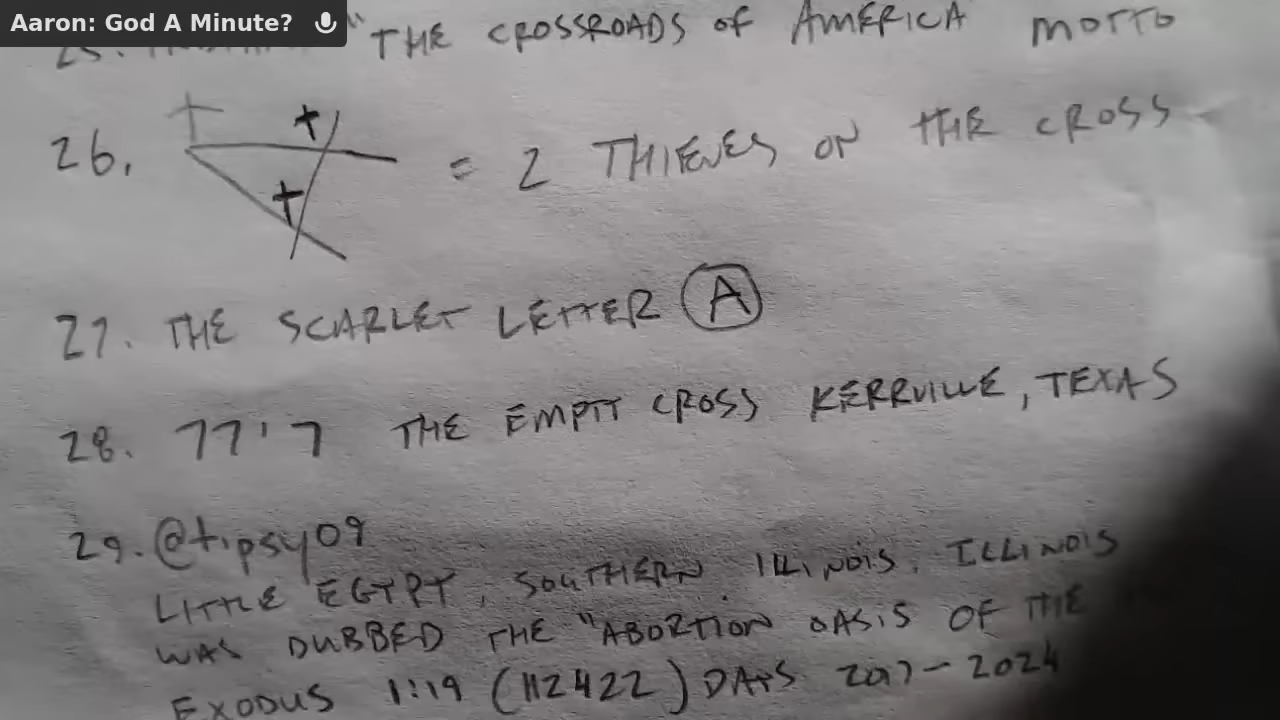 Aaron: God A Minute?
25. "THE CROSSROADS OF AMERICA MOTTO
26. = 2 THIEVES ON THE CROSS
27. THE SCARLET LETTER A
28. 77'7 THE EMPTY CROSS KERRVILLE, TEXAS
29. @tipsy09
LITTLE EGYPT, SOUTHERN ILLINOIS. ILLINOIS
WAS DUBBED THE "ABORTION OASIS OF THE
EXODUS 1:19 (112422) DAYS 2017-2024